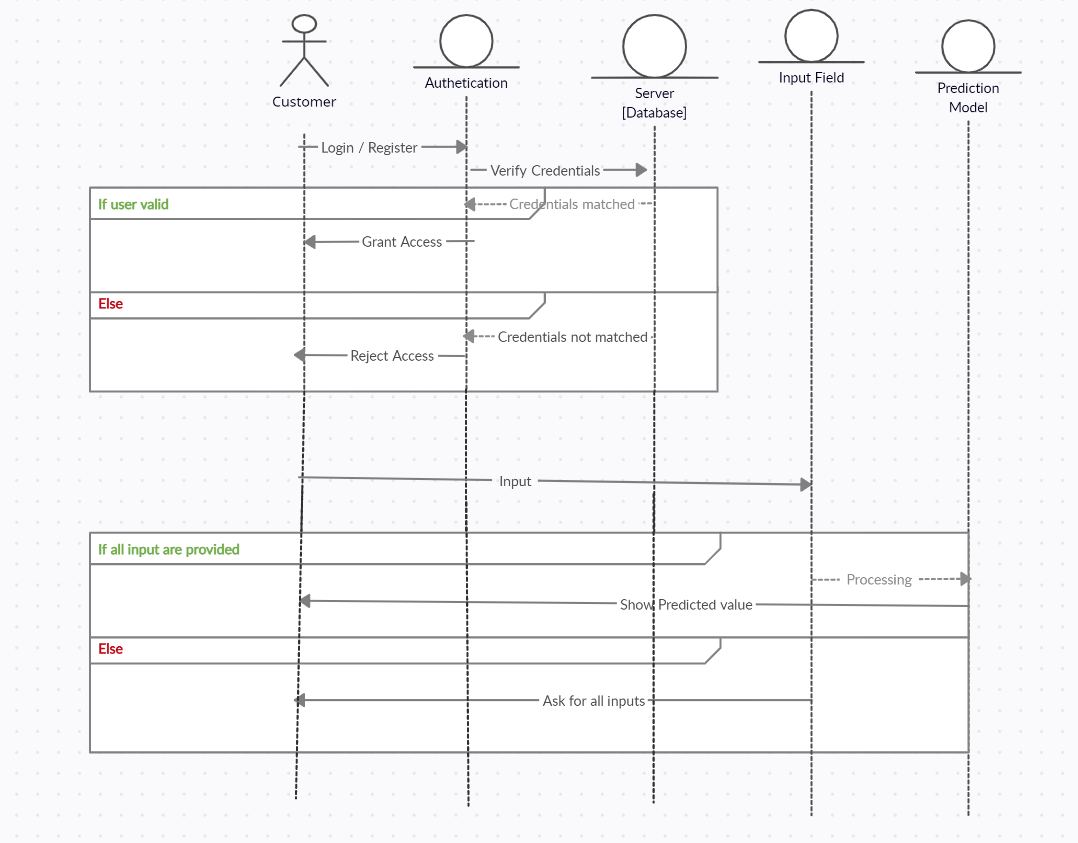 Customer
Authetication
Server
[Database]
Input Field
Prediction
Model
Login / Register
Verify Credentials
If user valid
Credentials matched
Grant Access
Else
Credentials not matched
Reject Access
Input
If all input are provided
Processing
Show Predicted value
Else
Ask for all inputs